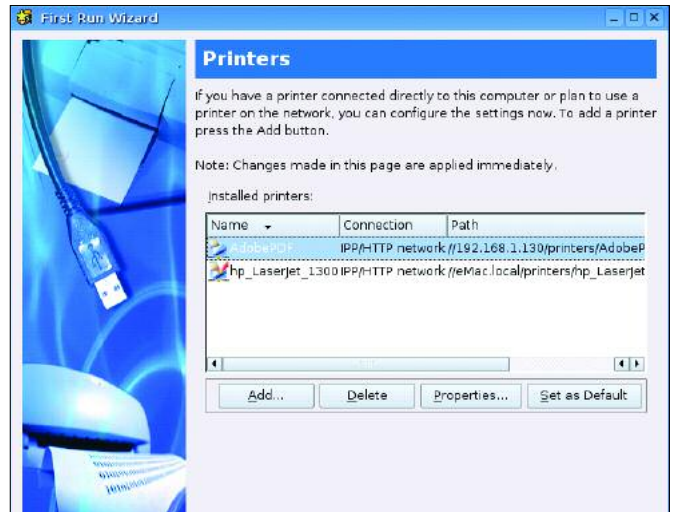 First Run Wizard
Printers
If you have a printer connected directly to this computer or plan to use a
printer on the network, you can configure the settings now. To add a printer
press the Add button.
Note: Changes made in this page are applied immediately.
Installed printers:
Name Connection Path
AdobePDF IPP/HTTP network //192.168.1.130/printers/AdobeP
hp_LaserJet_1300 IPP/HTTP network //eMac.local/printers/hp_LaserJet
Add... Delete Properties... Set as Default